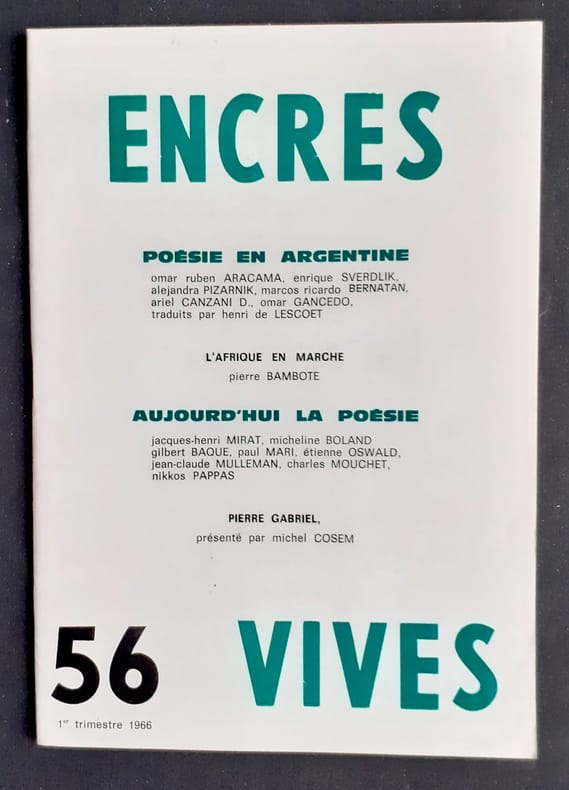 ENCRES
POÈSIE EN ARGENTINE
omar ruben ARACAMA, enrique SVERDLIK,
alejandra PIZARNIK, marcos ricardo BERNATAN,
ariel CANZANI D., omar GANCEDO,
traduits par henri de LESCOET
L'AFRIQUE EN MARCHE
pierre BAMBOTE
AUJOURD'HUI LA POÈSIE
jacques-henri MIRAT, micheline BOLAND
gilbert BAQUE, paul MARI, étienne OSWALD,
jean-claude MULLEMAN, charles MOUCHET,
nikkos PAPPAS
PIERRE GABRIEL,
présenté par michel COSEM
56 VIVES
1er trimestre 1966